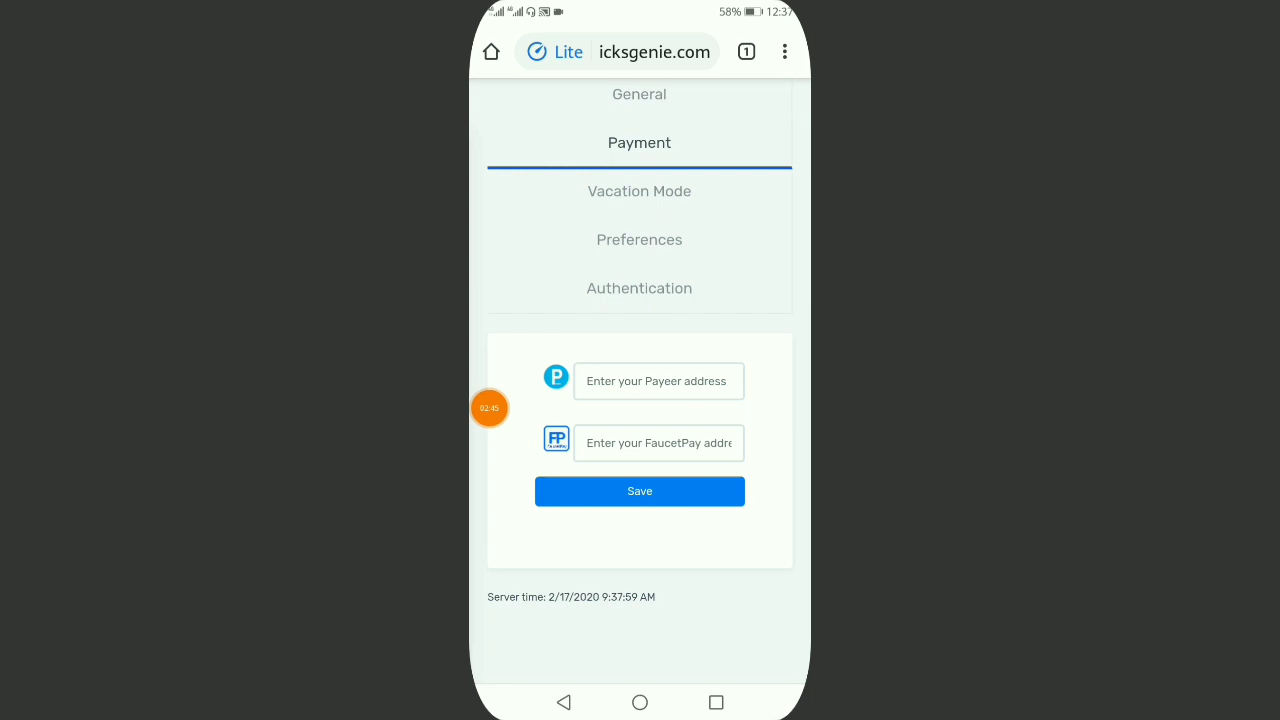 58% 12:37
Lite icksgenie.com 1
General
Payment
Vacation Mode
Preferences
Authentication
P Enter your Payeer address
02:45
FP Enter your FaucetPay addre
Save
Server time: 2/17/2020 9:37:59 AM